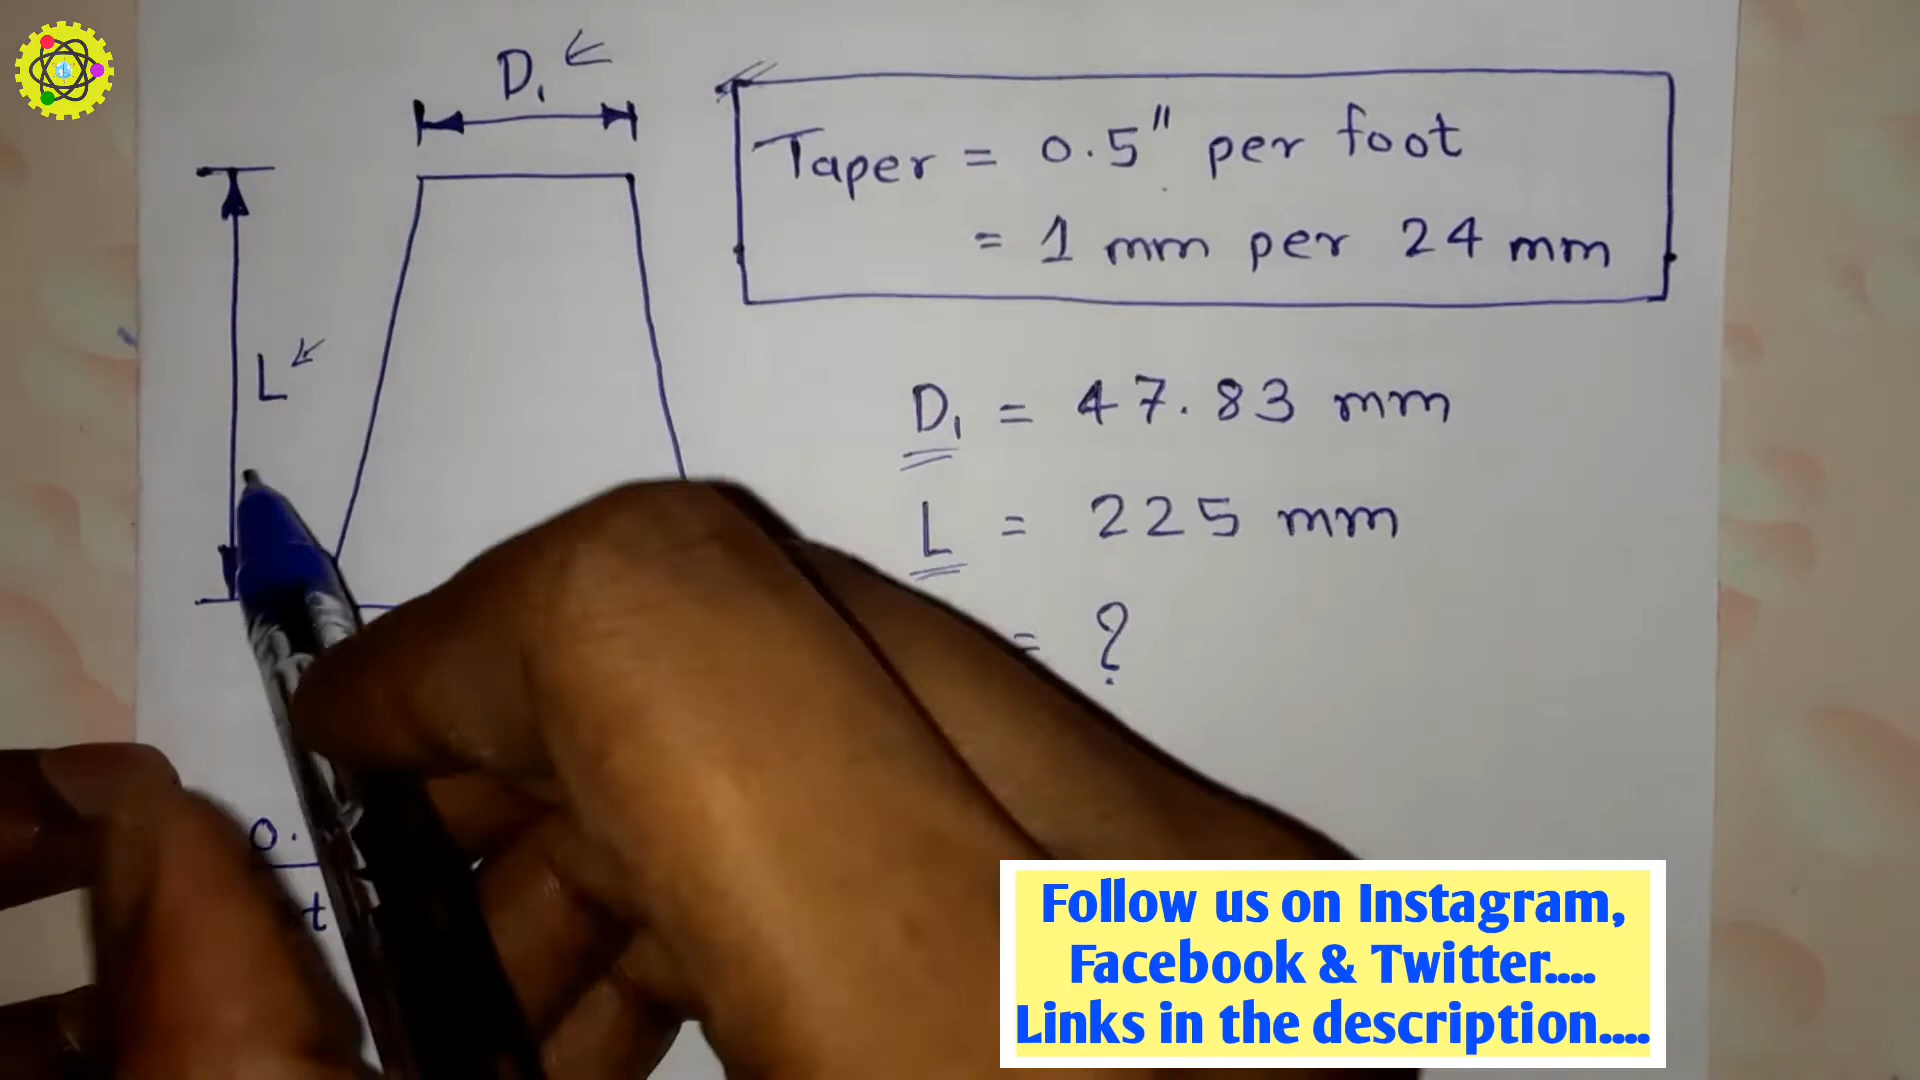 D₁
Taper = 0.5" per foot
= 1 mm per 24 mm
L
D₁ = 47.83 mm
L = 225 mm
= ?
0.
t
Follow us on Instagram,
Facebook & Twitter....
Links in the description....